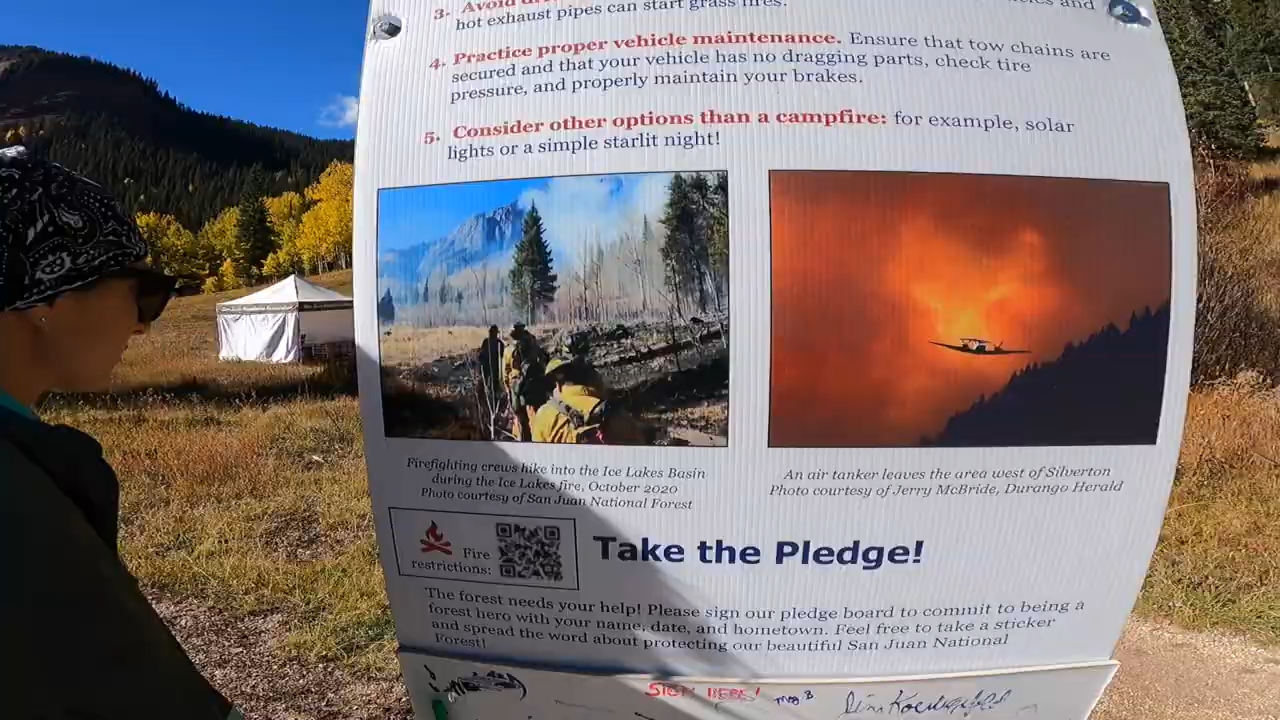 3. Avoid
hot exhaust pipes can start grass fires. and
4. Practice proper vehicle maintenance. Ensure that tow chains are
secured and that your vehicle has no dragging parts, check tire
pressure, and properly maintain your brakes.
5. Consider other options than a campfire: for example, solar
lights or a simple starlit night!
Firefighting crews hike into the Ice Lakes Basin
during the Ice Lakes fire, October 2020
Photo courtesy of San Juan National Forest
An air tanker leaves the area west of Silverton
Photo courtesy of Jerry McBride, Durango Herald
Fire
restrictions:
Take the Pledge!
The forest needs your help! Please sign our pledge board to commit to being a
forest hero with your name, date, and hometown. Feel free to take a sticker
and spread the word about protecting our beautiful San Juan National
Forest!
SIGN HERE!